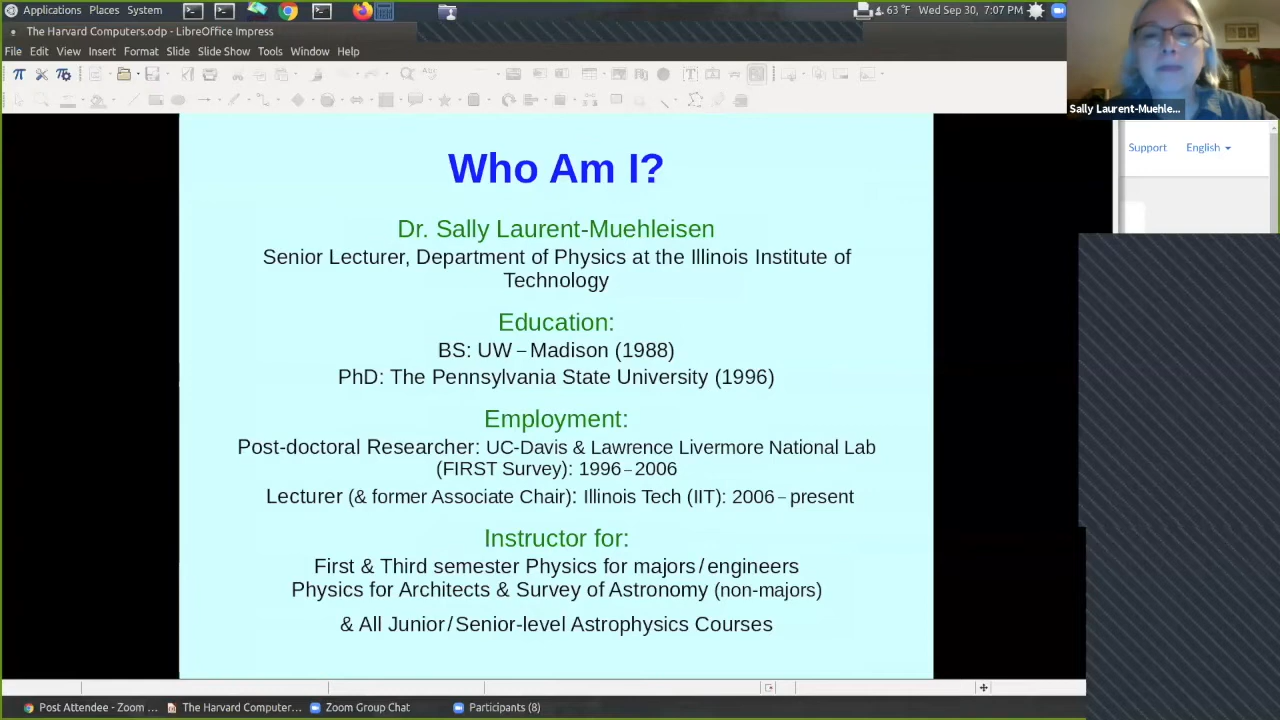 Applications Places System
63 °F Wed Sep 30, 7:07 PM
The Harvard Computers.odp - LibreOffice Impress
File Edit View Insert Format Slide Slide Show Tools Window Help
Sally Laurent-Muehle...
Support English
Who Am I?
Dr. Sally Laurent-Muehleisen
Senior Lecturer, Department of Physics at the Illinois Institute of
Technology
Education:
BS: UW – Madison (1988)
PhD: The Pennsylvania State University (1996)
Employment:
Post-doctoral Researcher: UC-Davis & Lawrence Livermore National Lab
(FIRST Survey): 1996 – 2006
Lecturer (& former Associate Chair): Illinois Tech (IIT): 2006 – present
Instructor for:
First & Third semester Physics for majors / engineers
Physics for Architects & Survey of Astronomy (non-majors)
& All Junior / Senior-level Astrophysics Courses
Post Attendee - Zoom ... The Harvard Computer... Zoom Group Chat Participants (8)